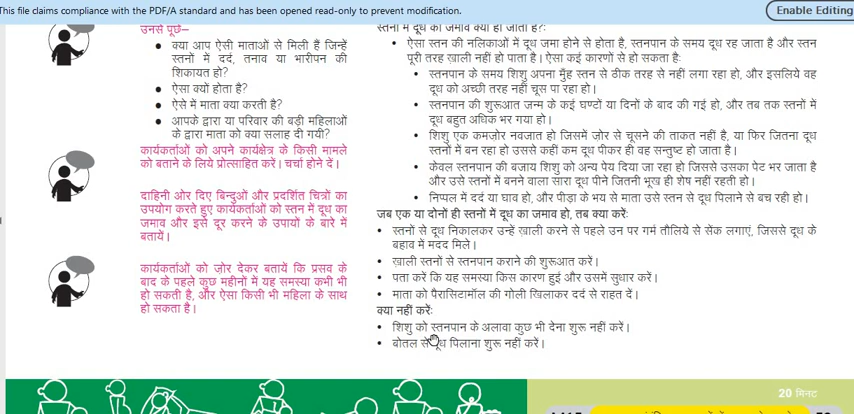 This file claims compliance with the PDF/A standard and has been opened read-only to prevent modification.
Enable Editing
उनसे पूछें—
• क्या आप ऐसी माताओं से मिली हैं जिन्हें
स्तनों में दर्द, तनाव या भारीपन की
शिकायत हो?
• ऐसा क्यों होता है?
• ऐसे में माता क्या करती है?
• आपके द्वारा या परिवार की बड़ी महिलाओं
के द्वारा माता को क्या सलाह दी गयी?
कार्यकर्ताओं को अपने कार्यक्षेत्र के किसी मामले
को बताने के लिये प्रोत्साहित करें। चर्चा होने दें।
दाहिनी ओर दिए बिन्दुओं और प्रदर्शित चित्रों का
उपयोग करते हुए कार्यकर्ताओं को स्तन में दूध का
जमाव और इसे दूर करने के उपायों के बारे में
बतायें।
कार्यकर्ताओं को ज़ोर देकर बतायें कि प्रसव के
बाद के पहले कुछ महीनों में यह समस्या कभी भी
हो सकती है, और ऐसा किसी भी महिला के साथ
हो सकता है।
स्तनों में दूध का जमाव क्यों हो जाता है?:
• ऐसा स्तन की नलिकाओं में दूध जमा होने से होता है, स्तनपान के समय दूध रह जाता है और स्तन
पूरी तरह ख़ाली नहीं हो पाता है। ऐसा कई कारणों से हो सकता है:
• स्तनपान के समय शिशु अपना मुँह स्तन से ठीक तरह से नहीं लगा रहा हो, और इसलिये वह
दूध को अच्छी तरह नहीं चूस पा रहा हो।
• स्तनपान की शुरूआत जन्म के कई घण्टों या दिनों के बाद की गई हो, और तब तक स्तनों में
दूध बहुत अधिक भर गया हो।
• शिशु एक कमज़ोर नवजात हो जिसमें ज़ोर से चूसने की ताकत नहीं है, या फिर जितना दूध
स्तनों में बन रहा हो उससे कहीं कम दूध पीकर ही वह सन्तुष्ट हो जाता है।
• केवल स्तनपान की बजाय शिशु को अन्य पेय दिया जा रहा हो जिससे उसका पेट भर जाता है
और उसे स्तनों में बनने वाला सारा दूध पीने जितनी भूख ही शेष नहीं रहती हो।
• निप्पल में दर्द या घाव हो, और पीड़ा के भय से माता उसे स्तन से दूध पिलाने से बच रही हो।
जब एक या दोनों ही स्तनों में दूध का जमाव हो, तब क्या करें:
• स्तनों से दूध निकालकर उन्हें ख़ाली करने से पहले उन पर गर्म तौलिये से सेंक लगाएं, जिससे दूध के
बहाव में मदद मिले।
• ख़ाली स्तनों से स्तनपान कराने की शुरूआत करें।
• पता करें कि यह समस्या किस कारण हुई और उसमें सुधार करें।
• माता को पैरासिटामॉल की गोली खिलाकर दर्द से राहत दें।
क्या नहीं करें:
• शिशु को स्तनपान के अलावा कुछ भी देना शुरू नहीं करें।
• बोतल से दूध पिलाना शुरू नहीं करें।
20 मिनट